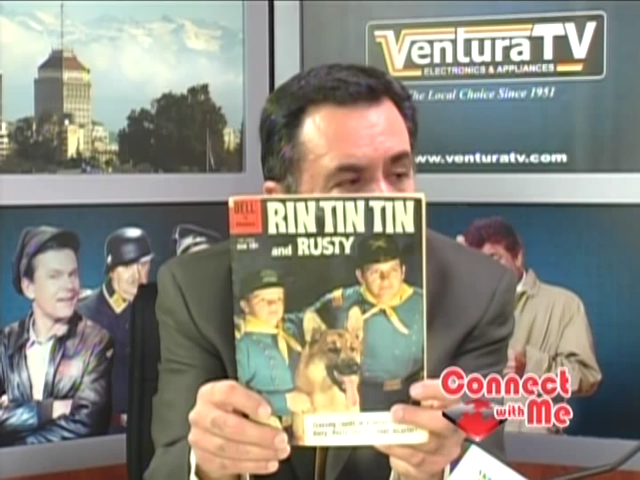 VenturaTV
ELECTRONICS & APPLIANCES
The Local Choice Since 1951
www.venturatv.com
DELL
RIN TIN TIN
and RUSTY
Connect
with
Me